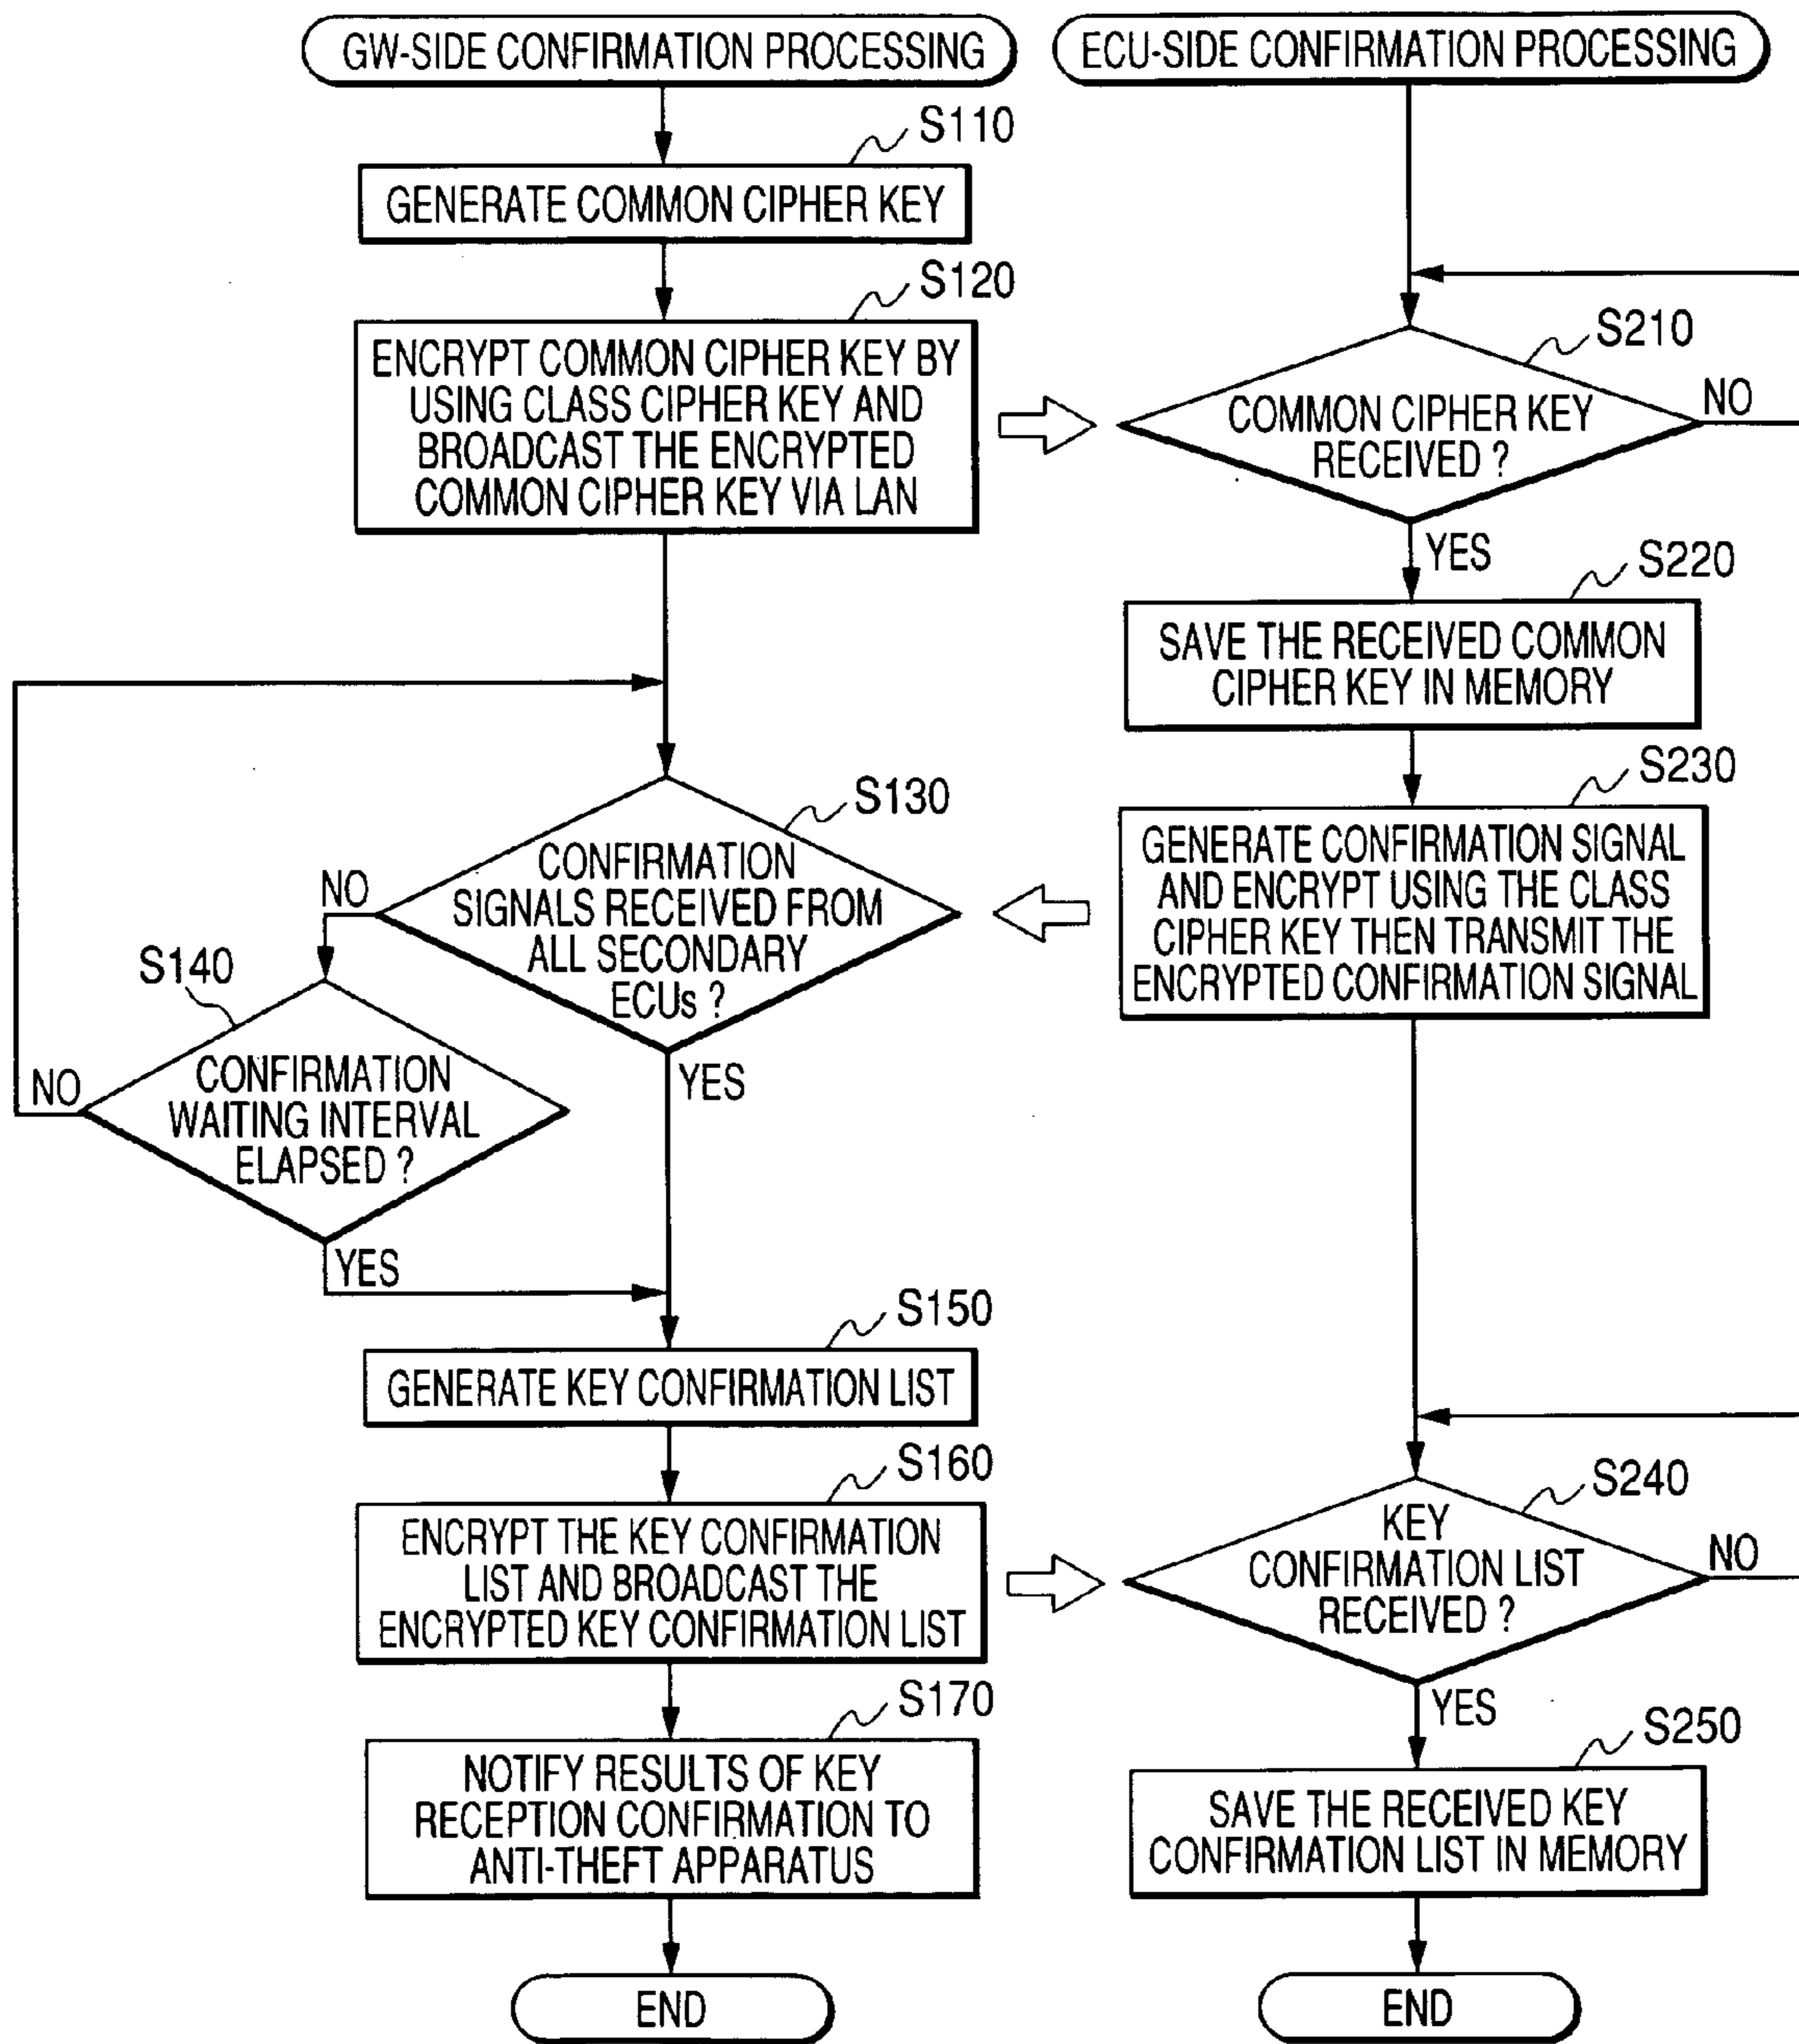 GW-SIDE CONFIRMATION PROCESSING
S110
GENERATE COMMON CIPHER KEY
S120
ENCRYPT COMMON CIPHER KEY BY
USING CLASS CIPHER KEY AND
BROADCAST THE ENCRYPTED
COMMON CIPHER KEY VIA LAN
S130
CONFIRMATION
SIGNALS RECEIVED FROM
ALL SECONDARY
ECUs ?
NO
YES
S140
CONFIRMATION
WAITING INTERVAL
ELAPSED ?
NO
YES
S150
GENERATE KEY CONFIRMATION LIST
S160
ENCRYPT THE KEY CONFIRMATION
LIST AND BROADCAST THE
ENCRYPTED KEY CONFIRMATION LIST
S170
NOTIFY RESULTS OF KEY
RECEPTION CONFIRMATION TO
ANTI-THEFT APPARATUS
END
ECU-SIDE CONFIRMATION PROCESSING
S210
COMMON CIPHER KEY
RECEIVED ?
NO
YES
S220
SAVE THE RECEIVED COMMON
CIPHER KEY IN MEMORY
S230
GENERATE CONFIRMATION SIGNAL
AND ENCRYPT USING THE CLASS
CIPHER KEY THEN TRANSMIT THE
ENCRYPTED CONFIRMATION SIGNAL
S240
KEY
CONFIRMATION LIST
RECEIVED ?
NO
YES
S250
SAVE THE RECEIVED KEY
CONFIRMATION LIST IN MEMORY
END